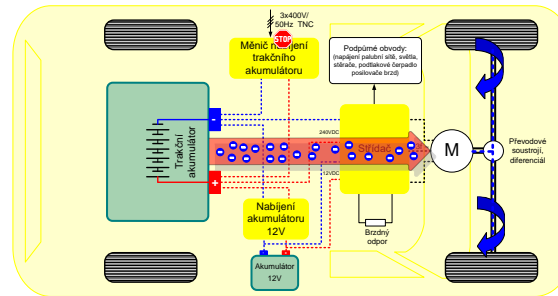 3x400V/
50Hz TNC
STOP
Měnič nabíjení
trakčního
akumulátoru
Podpůrné obvody:
(napájení palubní sítě, světla,
stěrače, podtlakové čerpadlo
posilovače brzd)
Trakční
akumulátor
-
+
240VDC
12VDC
Střídač
M
Převodové
soustrojí,
diferenciál
Nabíjení
akumulátoru
12V
Brzdný
odpor
Akumulátor
12V